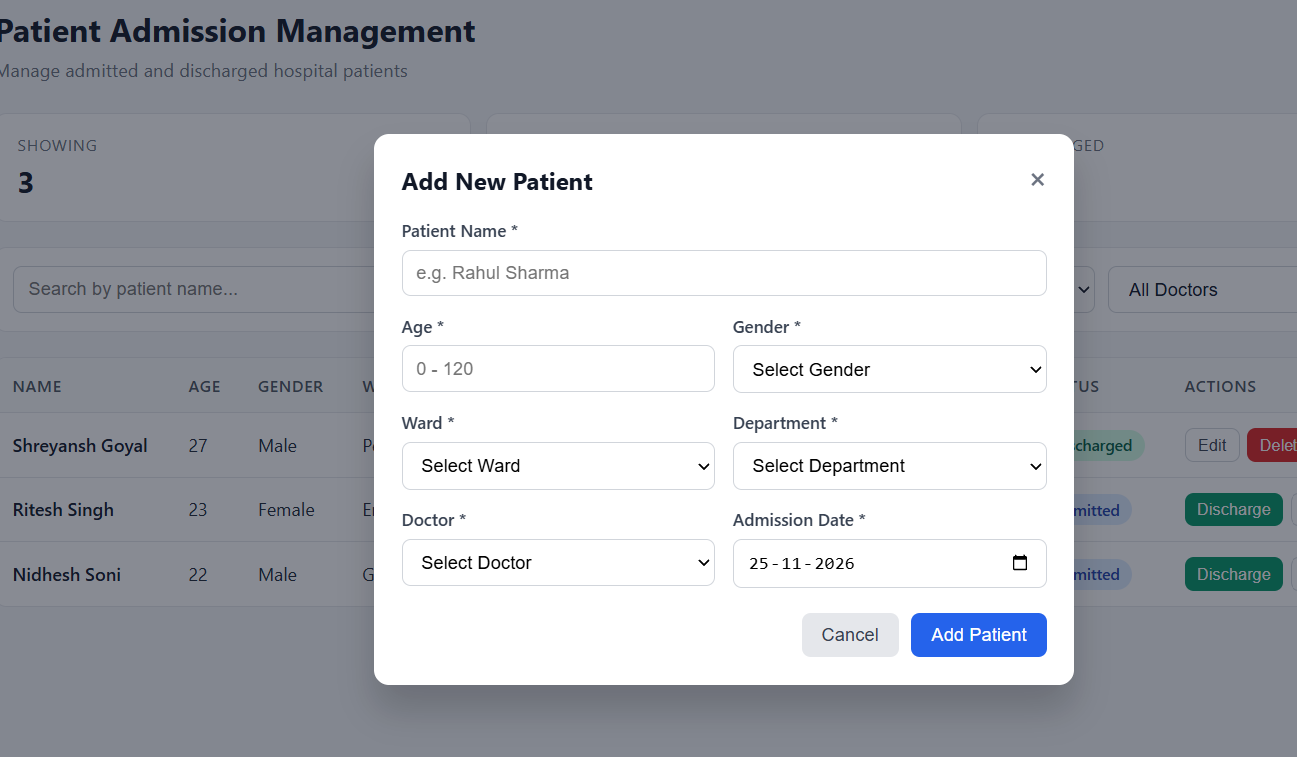 Patient Admission Management
Manage admitted and discharged hospital patients
SHOWING
3
Add New Patient ×
Patient Name *
e.g. Rahul Sharma
Age * Gender *
0 - 120 Select Gender
Ward * Department *
Select Ward Select Department
Doctor * Admission Date *
Select Doctor 25-11-2026
Cancel Add Patient
Search by patient name... All Doctors
NAME AGE GENDER ACTIONS
Shreyansh Goyal 27 Male Edit
Ritesh Singh 23 Female Discharge
Nidhesh Soni 22 Male Discharge